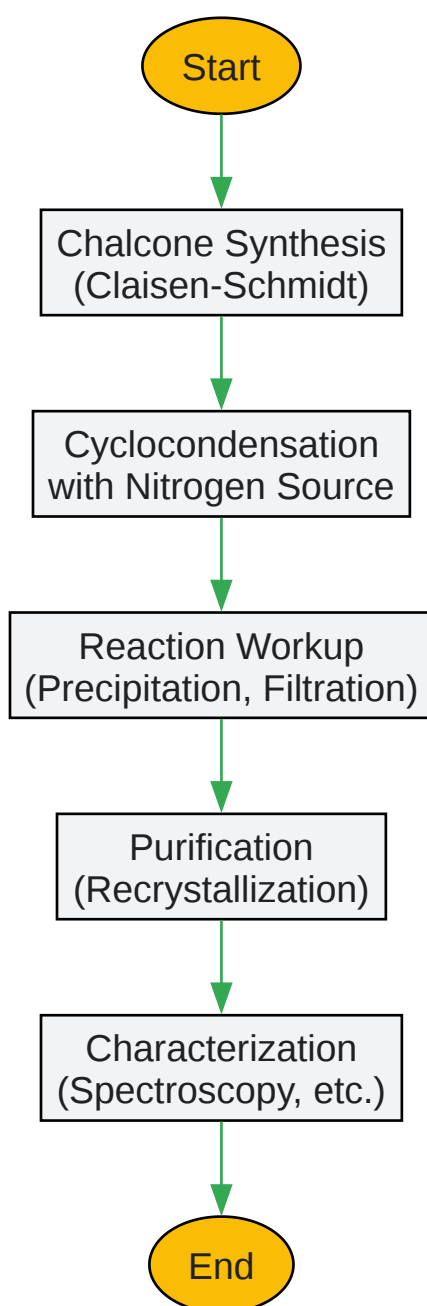 Start
Chalcone Synthesis
(Claisen-Schmidt)
Cyclocondensation
with Nitrogen Source
Reaction Workup
(Precipitation, Filtration)
Purification
(Recrystallization)
Characterization
(Spectroscopy, etc.)
End